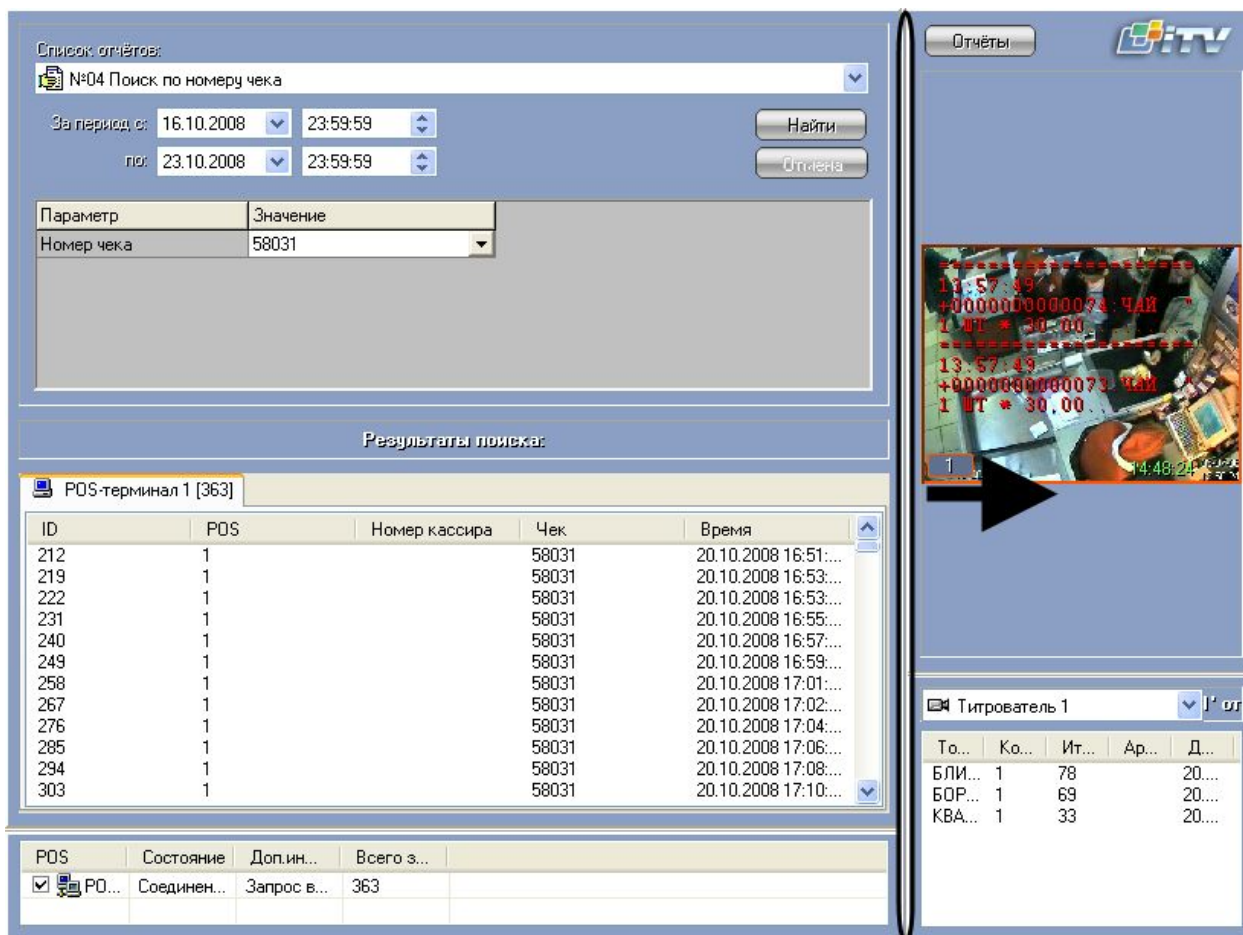 Список отчётов:
№04 Поиск по номеру чека
За период с: 16.10.2008 23:59:59
по: 23.10.2008 23:59:59
Найти
Отмена
Параметр Значение
Номер чека 58031
Результаты поиска:
POS-терминал 1 [363]
ID POS Номер кассира Чек Время
212 1 58031 20.10.2008 16:51:...
219 1 58031 20.10.2008 16:53:...
222 1 58031 20.10.2008 16:53:...
231 1 58031 20.10.2008 16:55:...
240 1 58031 20.10.2008 16:57:...
249 1 58031 20.10.2008 16:59:...
258 1 58031 20.10.2008 17:01:...
267 1 58031 20.10.2008 17:02:...
276 1 58031 20.10.2008 17:04:...
285 1 58031 20.10.2008 17:06:...
294 1 58031 20.10.2008 17:08:...
303 1 58031 20.10.2008 17:10:...
POS Состояние Доп.ин... Всего з...
PO... Соединен... Запрос в... 363
Отчёты
iTV
======================
13:57:49
+0000000000074:ЧАЙ "
1 ШТ * 30.00
======================
13:57:49
+0000000000073:ЧАЙ "
1 ШТ * 30.00
1
14:48:24
Титрователь 1
То... Ко... Ит... Ар... Д...
БЛИ... 1 78 20....
БОР... 1 69 20....
КВА... 1 33 20....